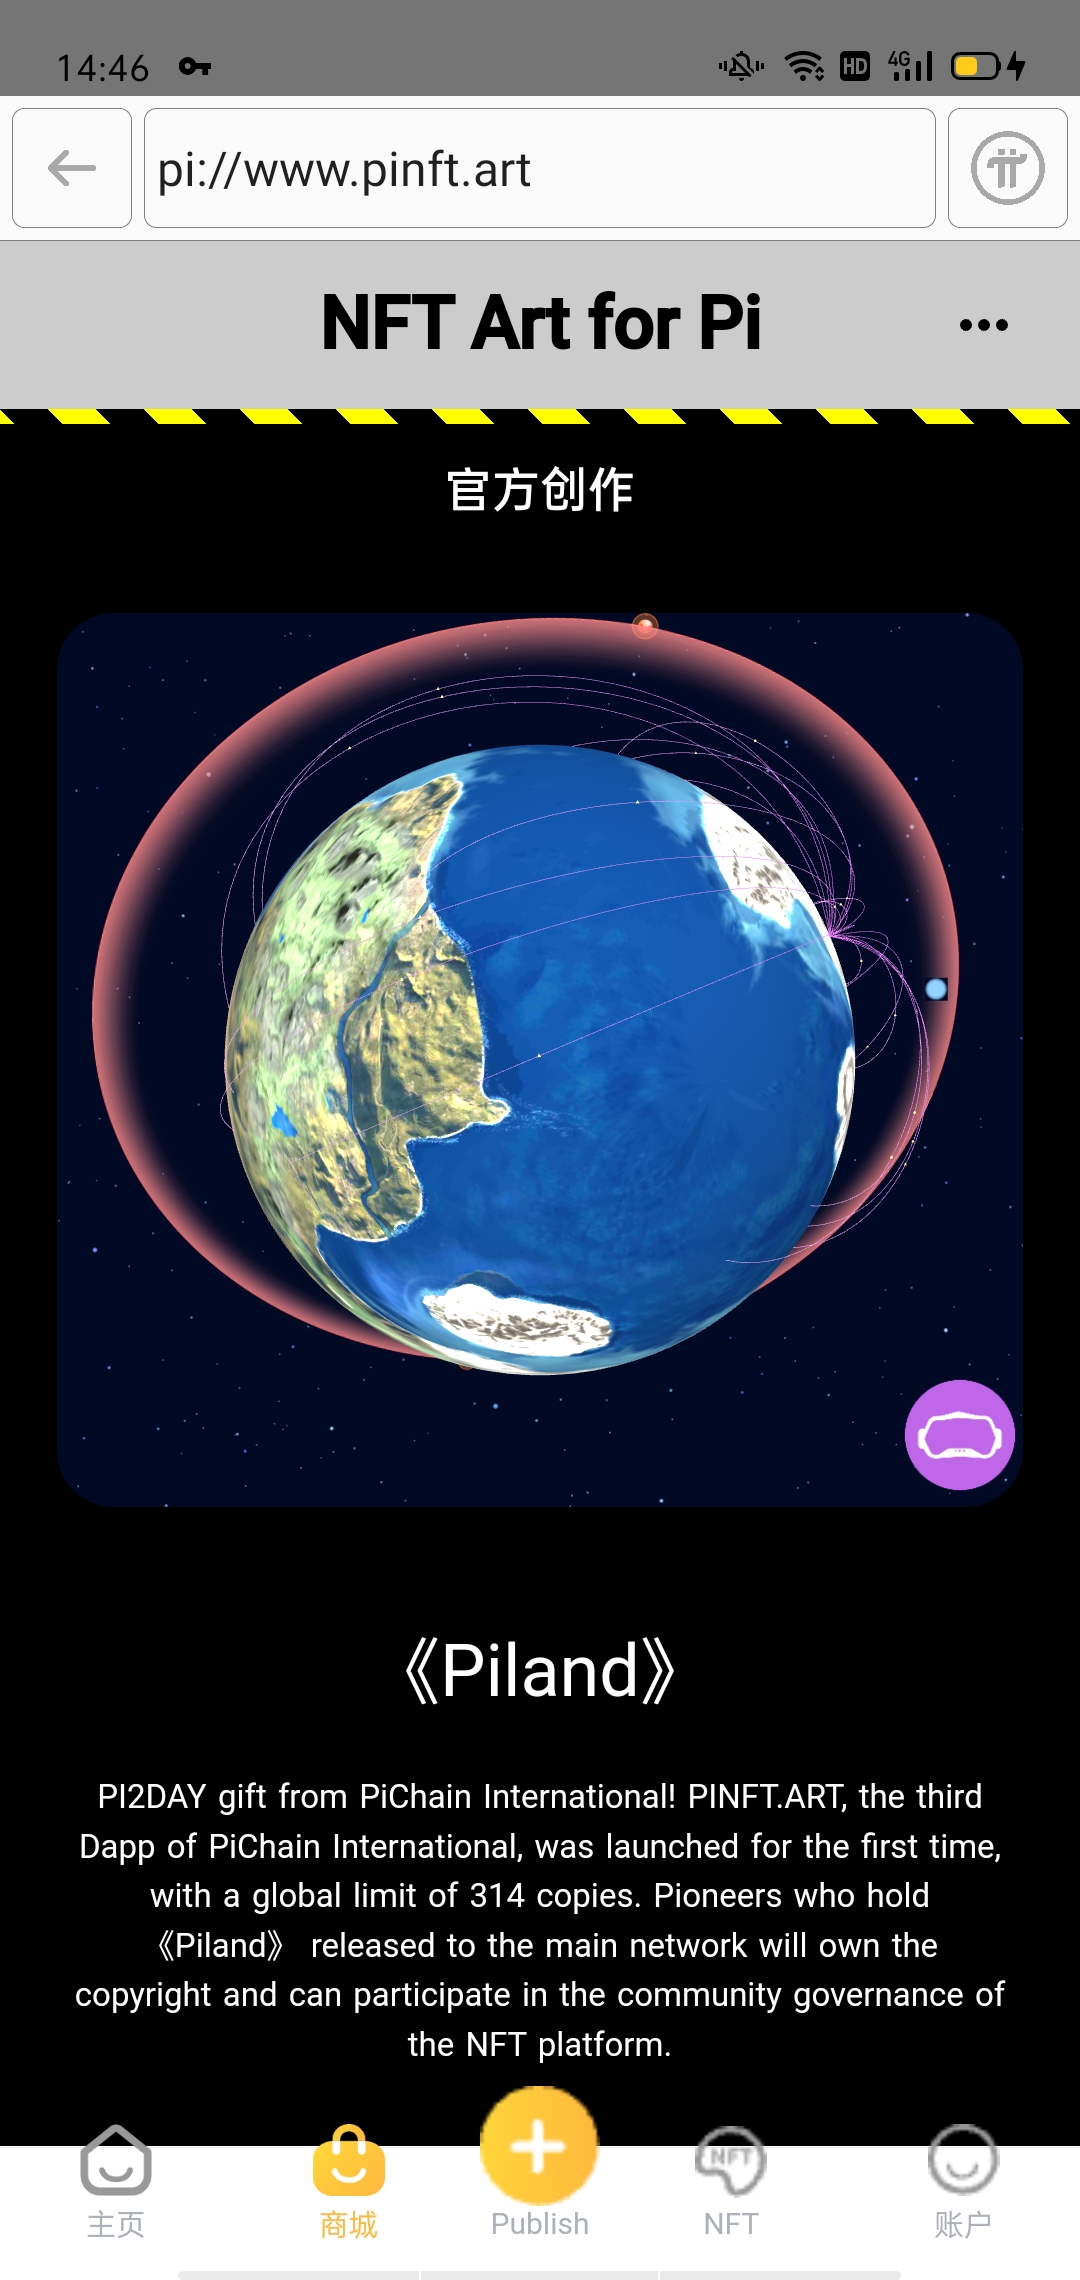 14:46
HD
4G
pi://www.pinft.art
NFT Art for Pi
官方创作
《Piland》
PI2DAY gift from PiChain International! PINFT.ART, the third
Dapp of PiChain International, was launched for the first time,
with a global limit of 314 copies. Pioneers who hold
《Piland》 released to the main network will own the
copyright and can participate in the community governance of
the NFT platform.
NFT
主页
商城
Publish
NFT
账户